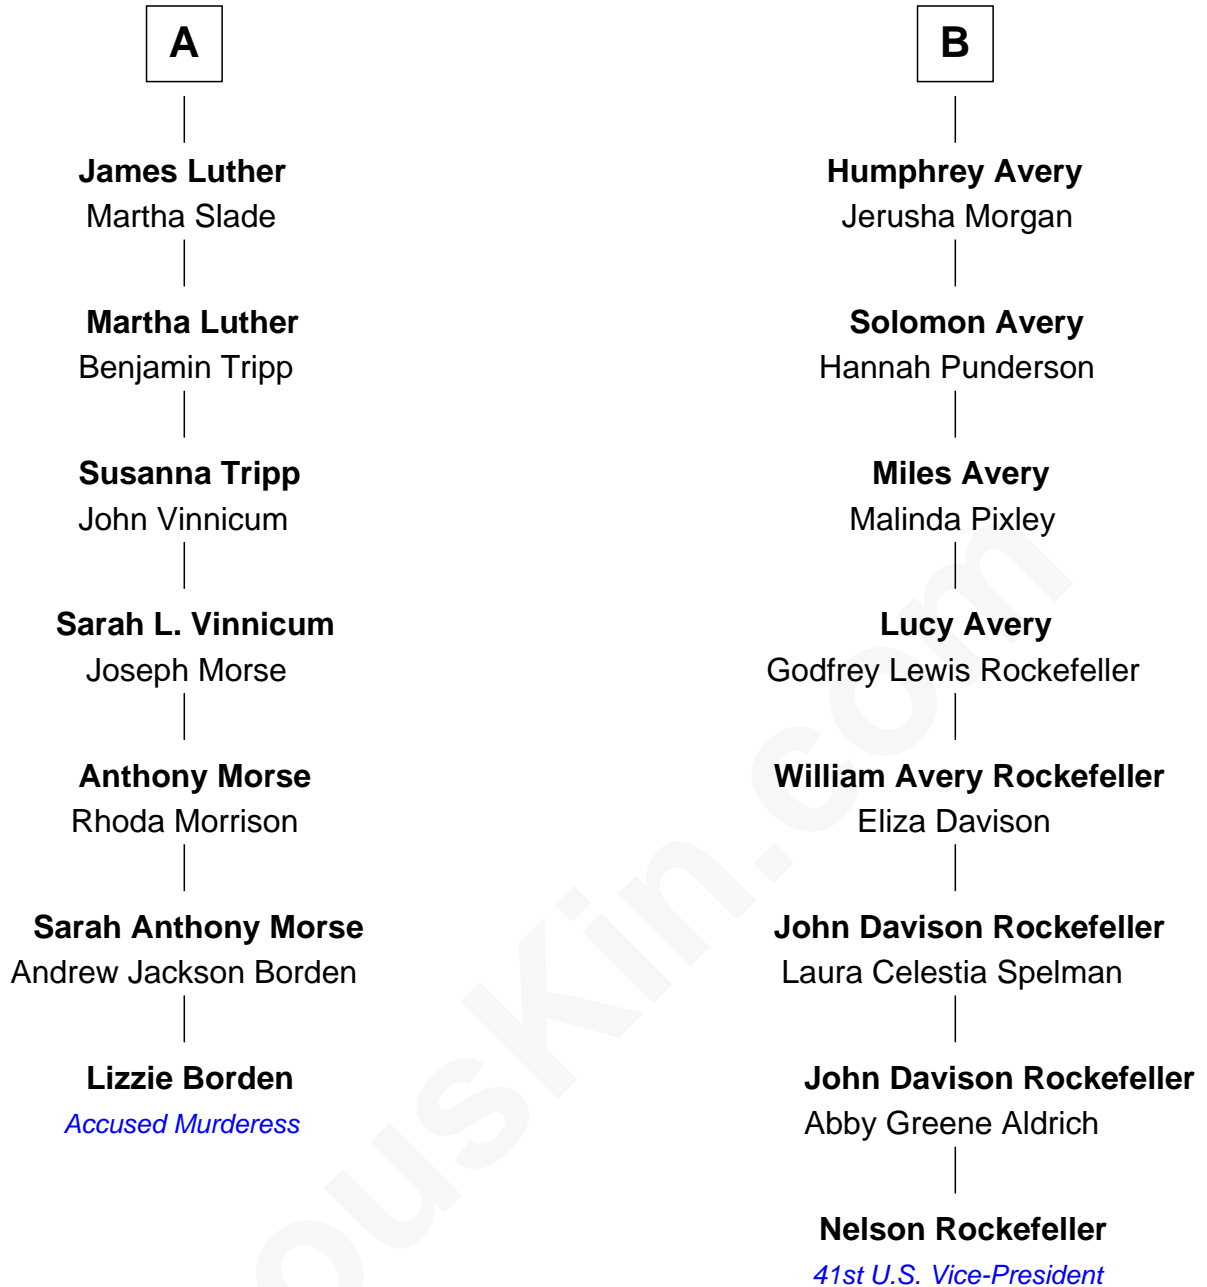 A
James Luther
Martha Slade
Martha Luther
Benjamin Tripp
Susanna Tripp
John Vinnicum
Sarah L. Vinnicum
Joseph Morse
Anthony Morse
Rhoda Morrison
Sarah Anthony Morse
Andrew Jackson Borden
Lizzie Borden
Accused Murderess
B
Humphrey Avery
Jerusha Morgan
Solomon Avery
Hannah Punderson
Miles Avery
Malinda Pixley
Lucy Avery
Godfrey Lewis Rockefeller
William Avery Rockefeller
Eliza Davison
John Davison Rockefeller
Laura Celestia Spelman
John Davison Rockefeller
Abby Greene Aldrich
Nelson Rockefeller
41st U.S. Vice-President
ousKin.com